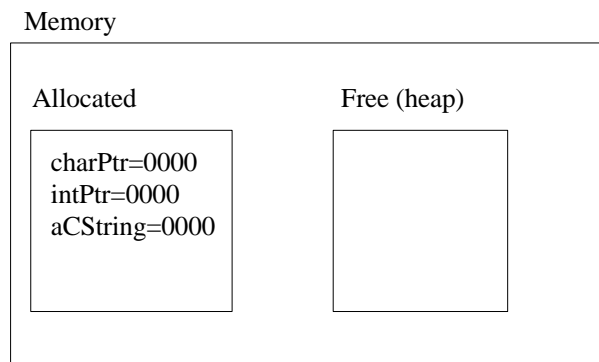 Memory
Allocated
Free (heap)
charPtr=0000
intPtr=0000
aCString=0000